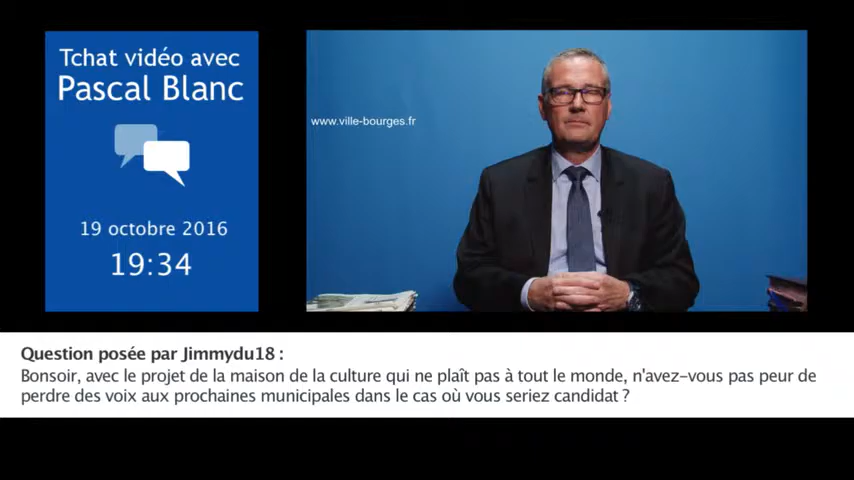 Tchat vidéo avec
Pascal Blanc
19 octobre 2016
19:34
www.ville-bourges.fr
Question posée par Jimmydu18 :
Bonsoir, avec le projet de la maison de la culture qui ne plaît pas à tout le monde, n'avez-vous pas peur de
perdre des voix aux prochaines municipales dans le cas où vous seriez candidat ?